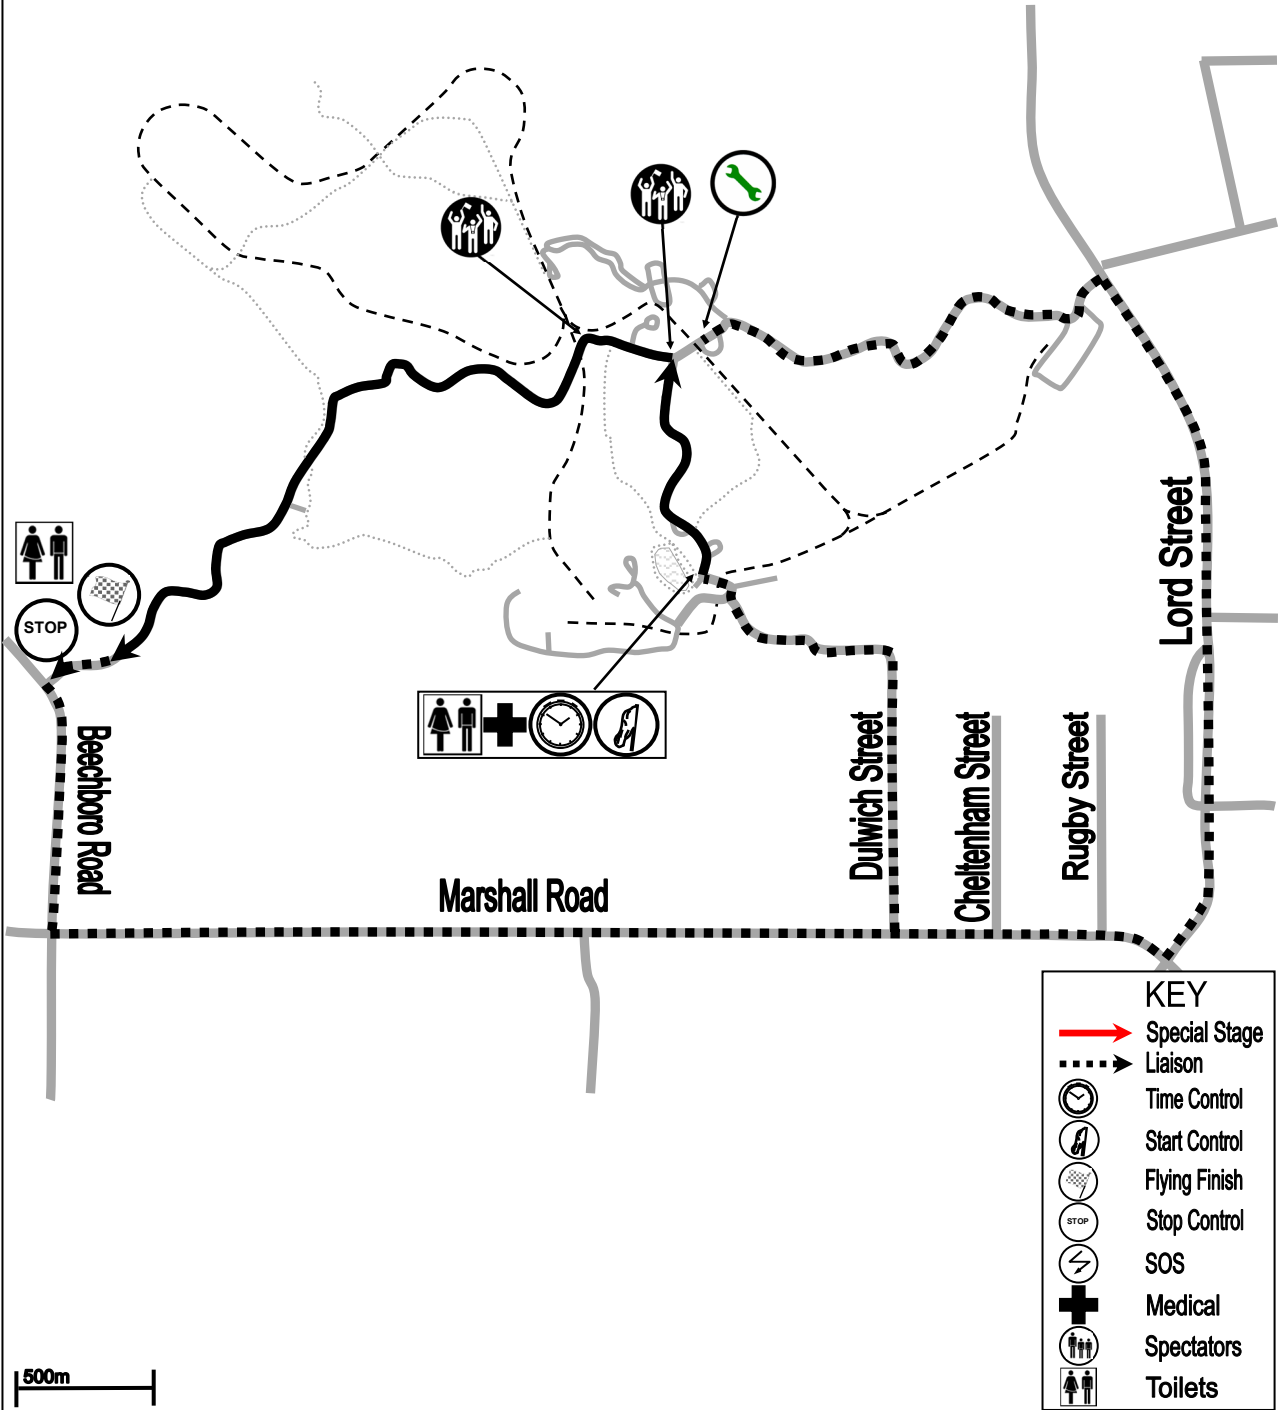 Lord Street
STOP
Beechboro Road
Dulwich Street
Cheltenham Street
Rugby Street
Marshall Road
KEY
Special Stage
Liaison
Time Control
Start Control
Flying Finish
STOP
Stop Control
SOS
Medical
Spectators
Toilets
500m